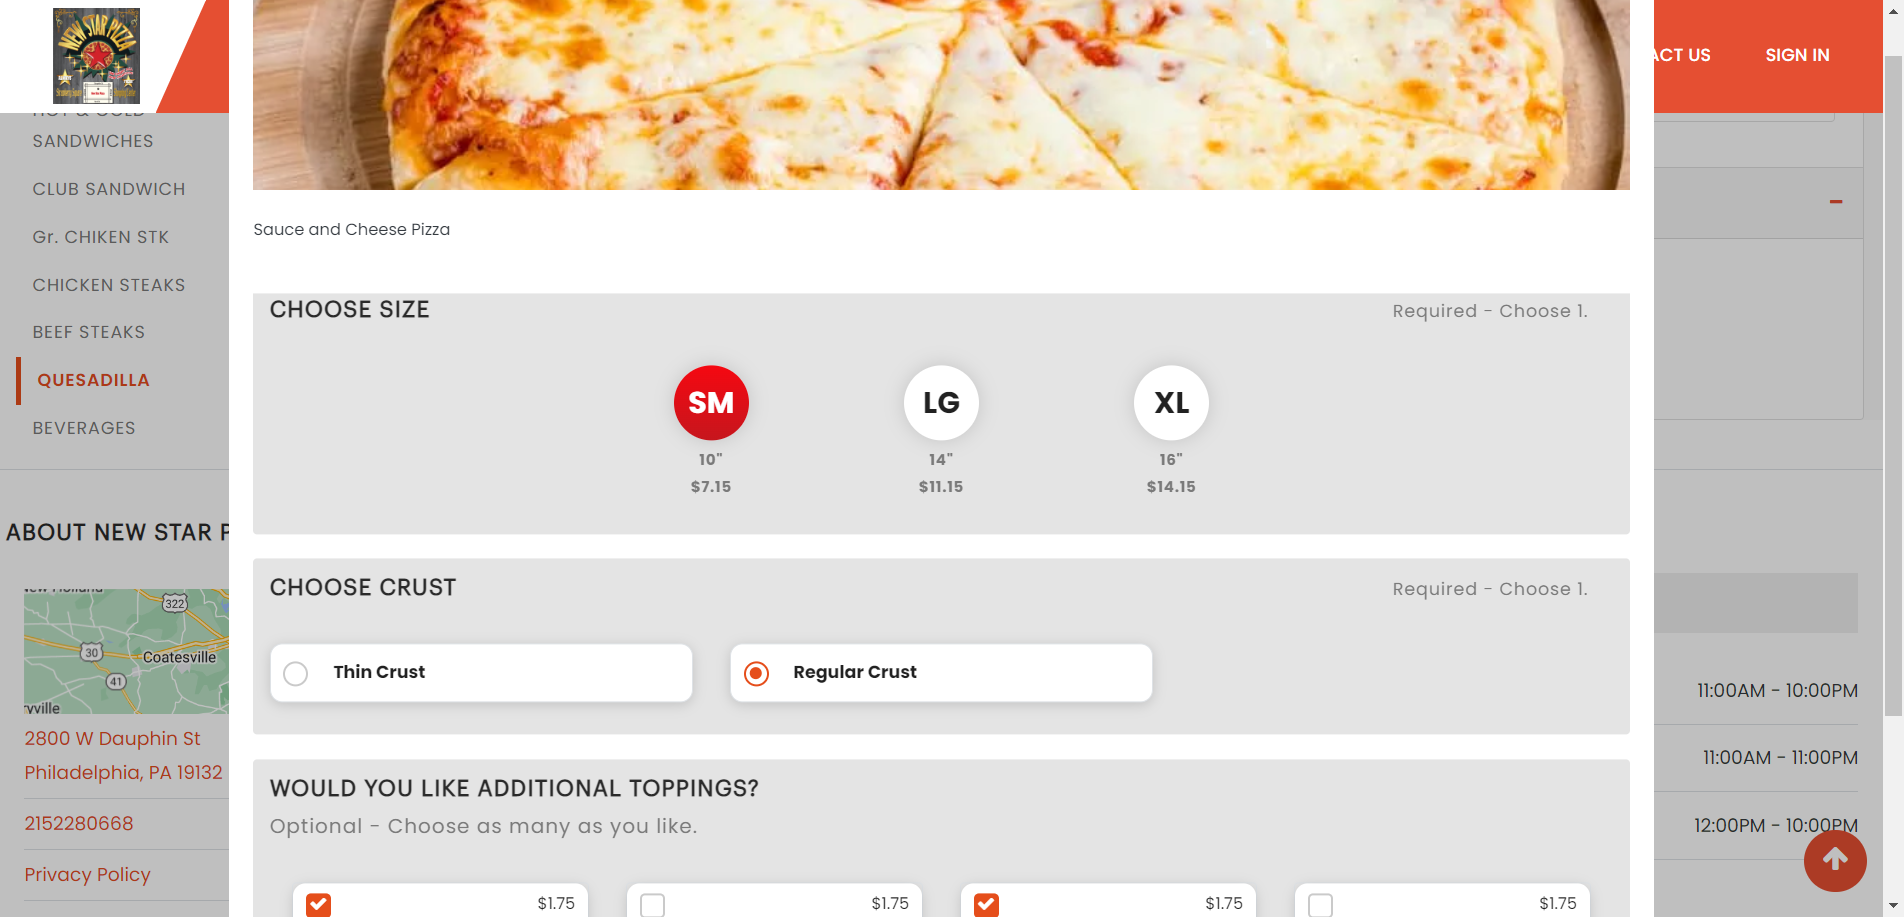 NEW STAR PIZZA
ACT US
SIGN IN
SANDWICHES
CLUB SANDWICH
Gr. CHIKEN STK
CHICKEN STEAKS
BEEF STEAKS
QUESADILLA
BEVERAGES
ABOUT NEW STAR P
322
30
Coatesville
41
ryville
2800 W Dauphin St
Philadelphia, PA 19132
2152280668
Privacy Policy
Sauce and Cheese Pizza
CHOOSE SIZE
Required - Choose 1.
SM
LG
XL
10"
14"
16"
$7.15
$11.15
$14.15
CHOOSE CRUST
Required - Choose 1.
Thin Crust
Regular Crust
WOULD YOU LIKE ADDITIONAL TOPPINGS?
Optional - Choose as many as you like.
$1.75
$1.75
$1.75
$1.75
11:00AM - 10:00PM
11:00AM - 11:00PM
12:00PM - 10:00PM